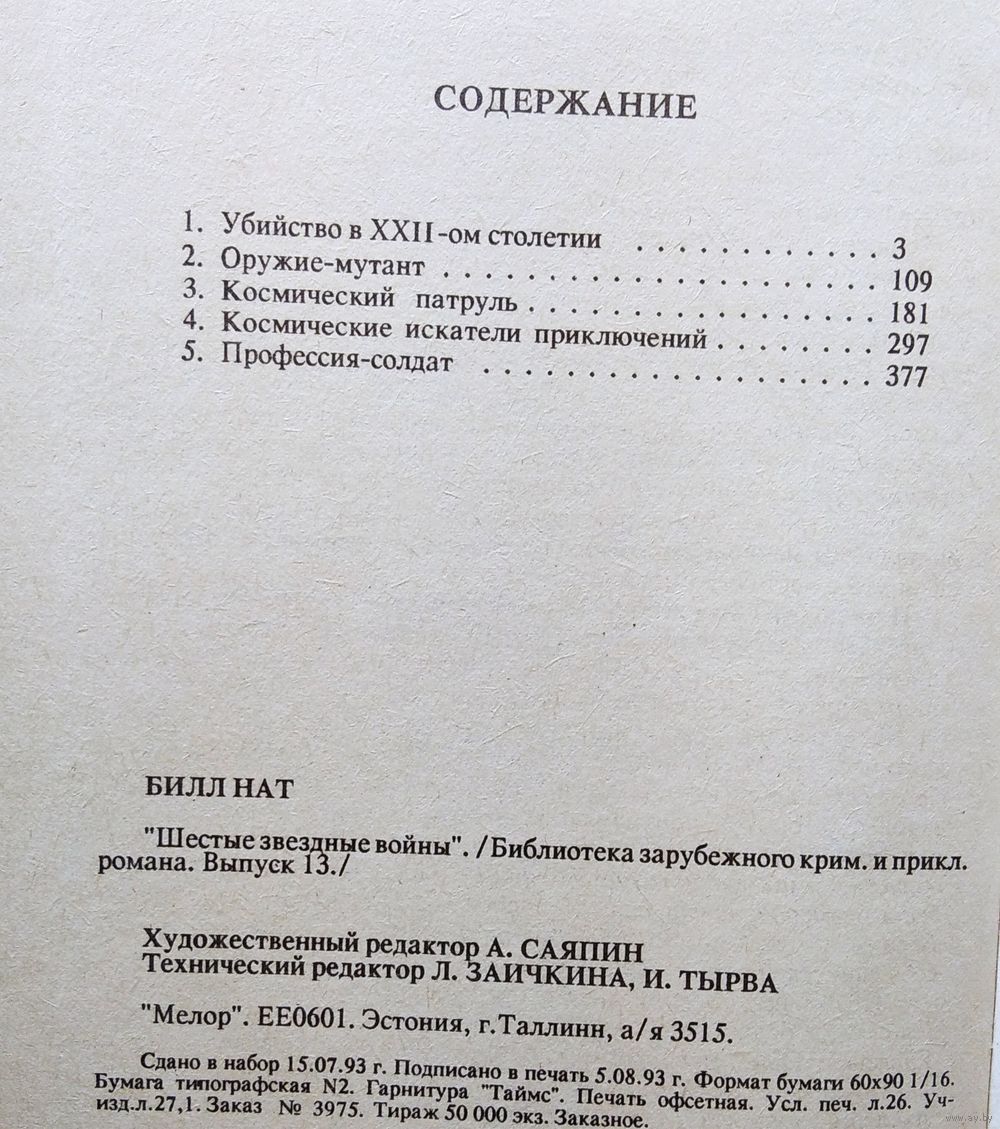 СОДЕРЖАНИЕ
1. Убийство в XXII-ом столетии . . . . . . . . . . . 3
2. Оружие-мутант . . . . . . . . . . . . . . . . . . . 109
3. Космический патруль . . . . . . . . . . . . . . . 181
4. Космические искатели приключений . . . . . . . . 297
5. Профессия-солдат . . . . . . . . . . . . . . . . . 377
БИЛЛ НАТ
"Шестые звездные войны". /Библиотека зарубежного крим. и прикл.
романа. Выпуск 13./
Художественный редактор А. САЯПИН
Технический редактор Л. ЗАИЧКИНА, И. ТЫРВА
"Мелор". EE0601. Эстония, г.Таллинн, а/я 3515.
Сдано в набор 15.07.93 г. Подписано в печать 5.08.93 г. Формат бумаги 60х90 1/16.
Бумага типографская N2. Гарнитура "Таймс". Печать офсетная. Усл. печ. л.26. Уч-
изд.л.27,1. Заказ № 3975. Тираж 50 000 экз. Заказное.
www.ay.by